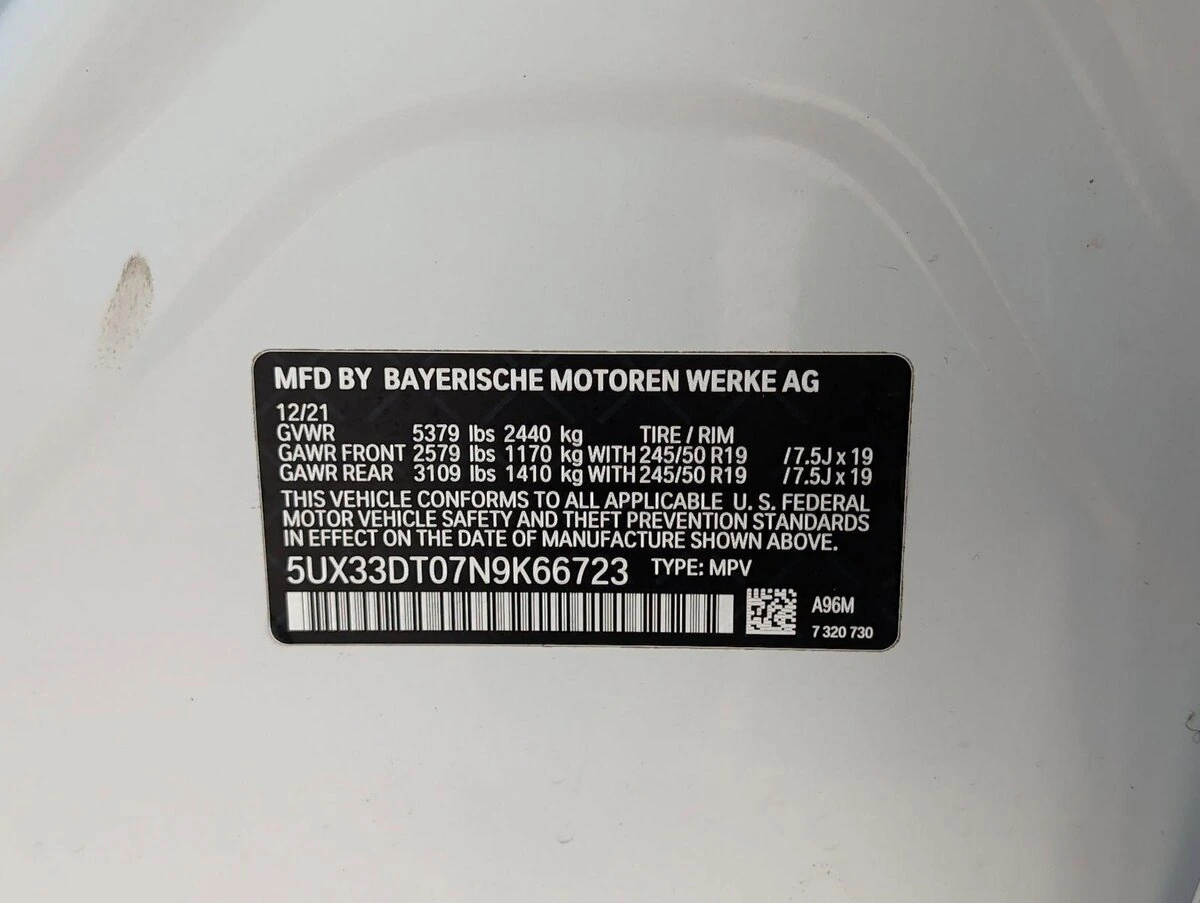 MFD BY BAYERISCHE MOTOREN WERKE AG
12/21
GVWR 5379 lbs 2440 kg TIRE / RIM
GAWR FRONT 2579 lbs 1170 kg WITH 245/50 R19 / 7.5J x 19
GAWR REAR 3109 lbs 1410 kg WITH 245/50 R19 / 7.5J x 19
THIS VEHICLE CONFORMS TO ALL APPLICABLE U. S. FEDERAL
MOTOR VEHICLE SAFETY AND THEFT PREVENTION STANDARDS
IN EFFECT ON THE DATE OF MANUFACTURE SHOWN ABOVE.
5UX33DT07N9K66723 TYPE: MPV
A96M
7 320 730